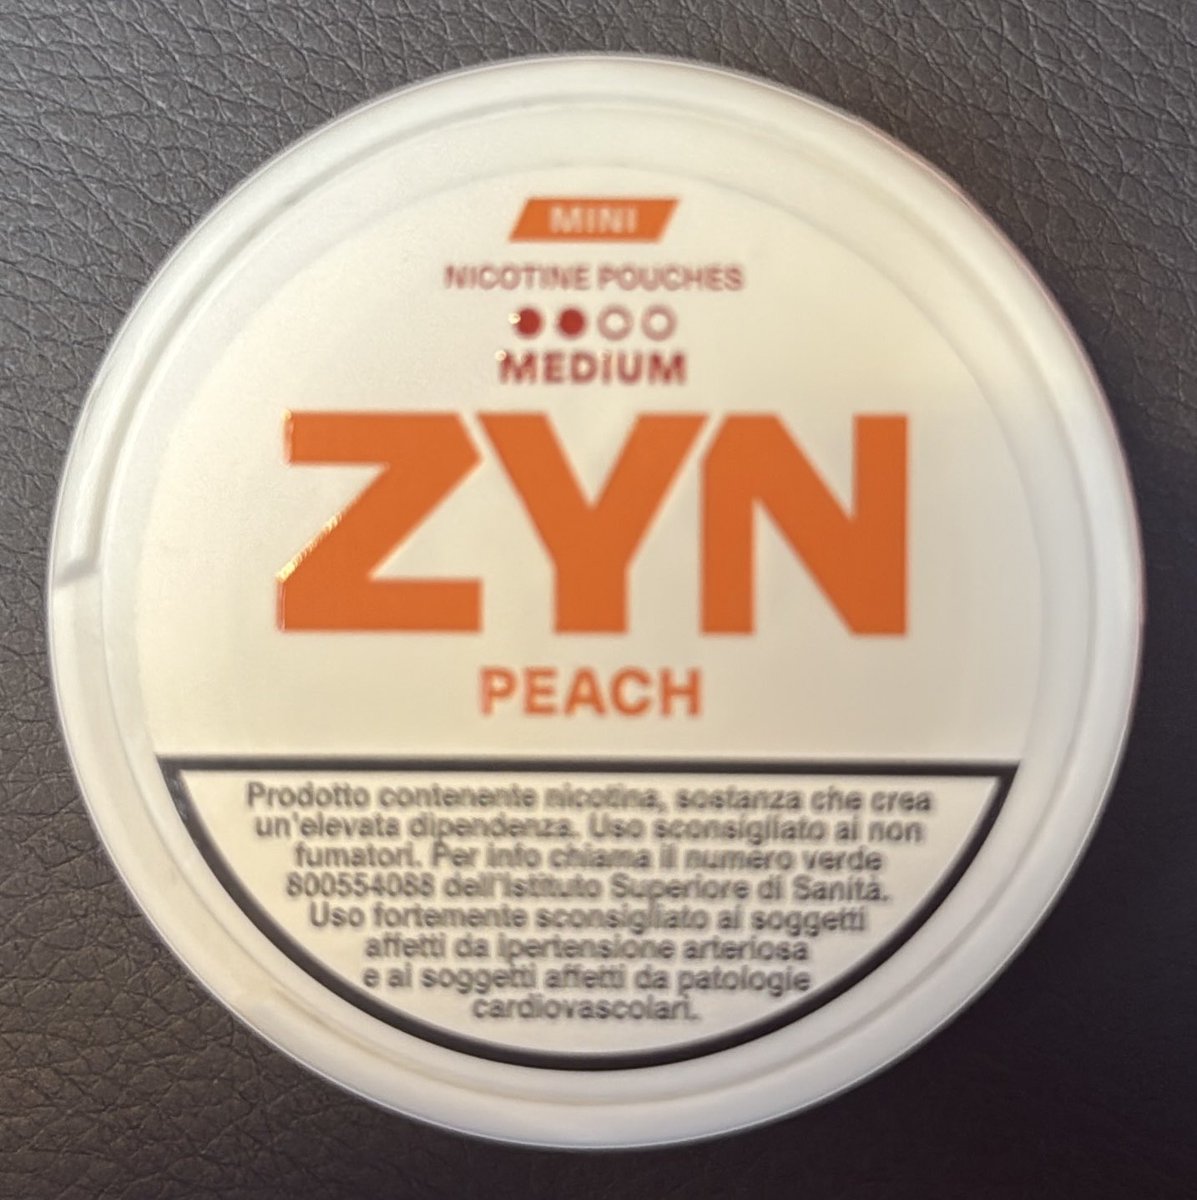 MINI
NICOTINE POUCHES
MEDIUM
ZYN
PEACH
Prodotto contenente nicotina, sostanza che crea
un'elevata dipendenza. Uso sconsigliato ai non
fumatori. Per info chiama il numero verde
800554088 dell'Istituto Superiore di Sanità.
Uso fortemente sconsigliato ai soggetti
affetti da ipertensione arteriosa
e ai soggetti affetti da patologie
cardiovascolari.